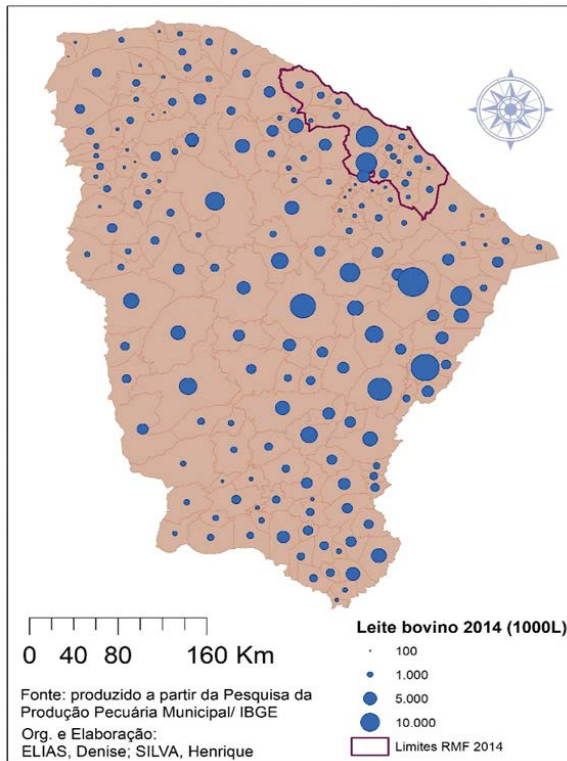 0 40 80 160 Km
Fonte: produzido a partir da Pesquisa da
Produção Pecuária Municipal/ IBGE
Org. e Elaboração:
ELIAS, Denise; SILVA, Henrique
Leite bovino 2014 (1000L)
100
1.000
5.000
10.000
Limites RMF 2014